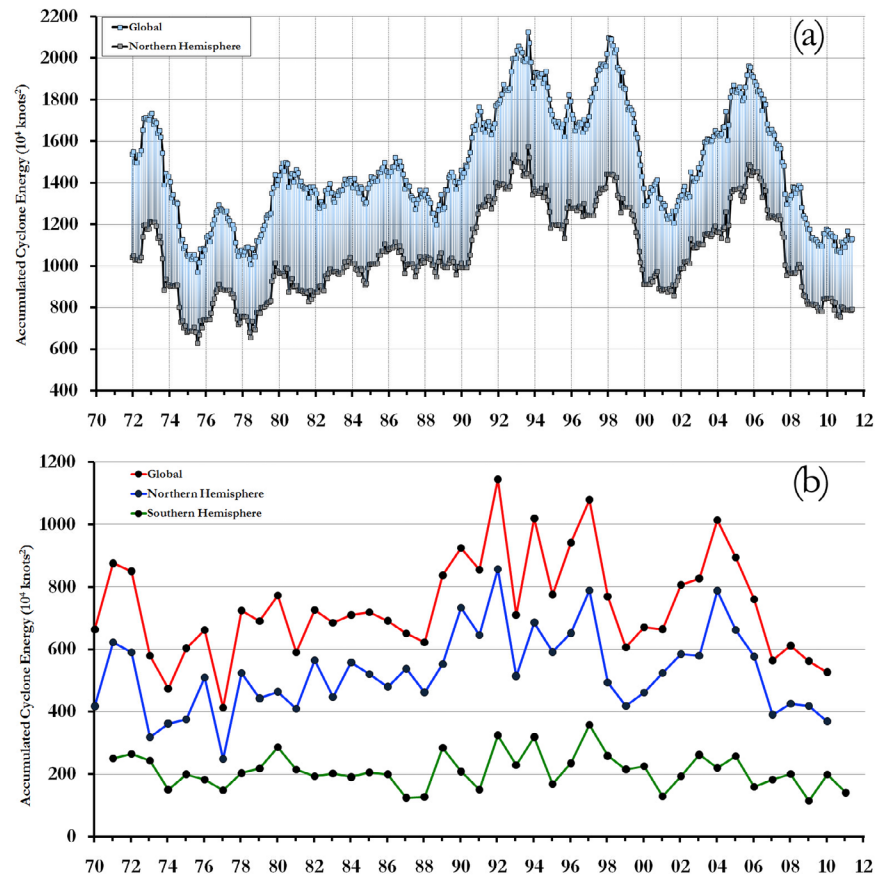 2200
(a)
Global
Northern Hemisphere
2000
1800
1600
1400
1200
1000
800
600
400
Accumulated Cyclone Energy (10⁴ knots²)
70 72 74 76 78 80 82 84 86 88 90 92 94 96 98 00 02 04 06 08 10 12
1200
(b)
Global
Northern Hemisphere
Southern Hemisphere
1000
800
600
400
200
0
Accumulated Cyclone Energy (10⁴ knots²)
70 72 74 76 78 80 82 84 86 88 90 92 94 96 98 00 02 04 06 08 10 12